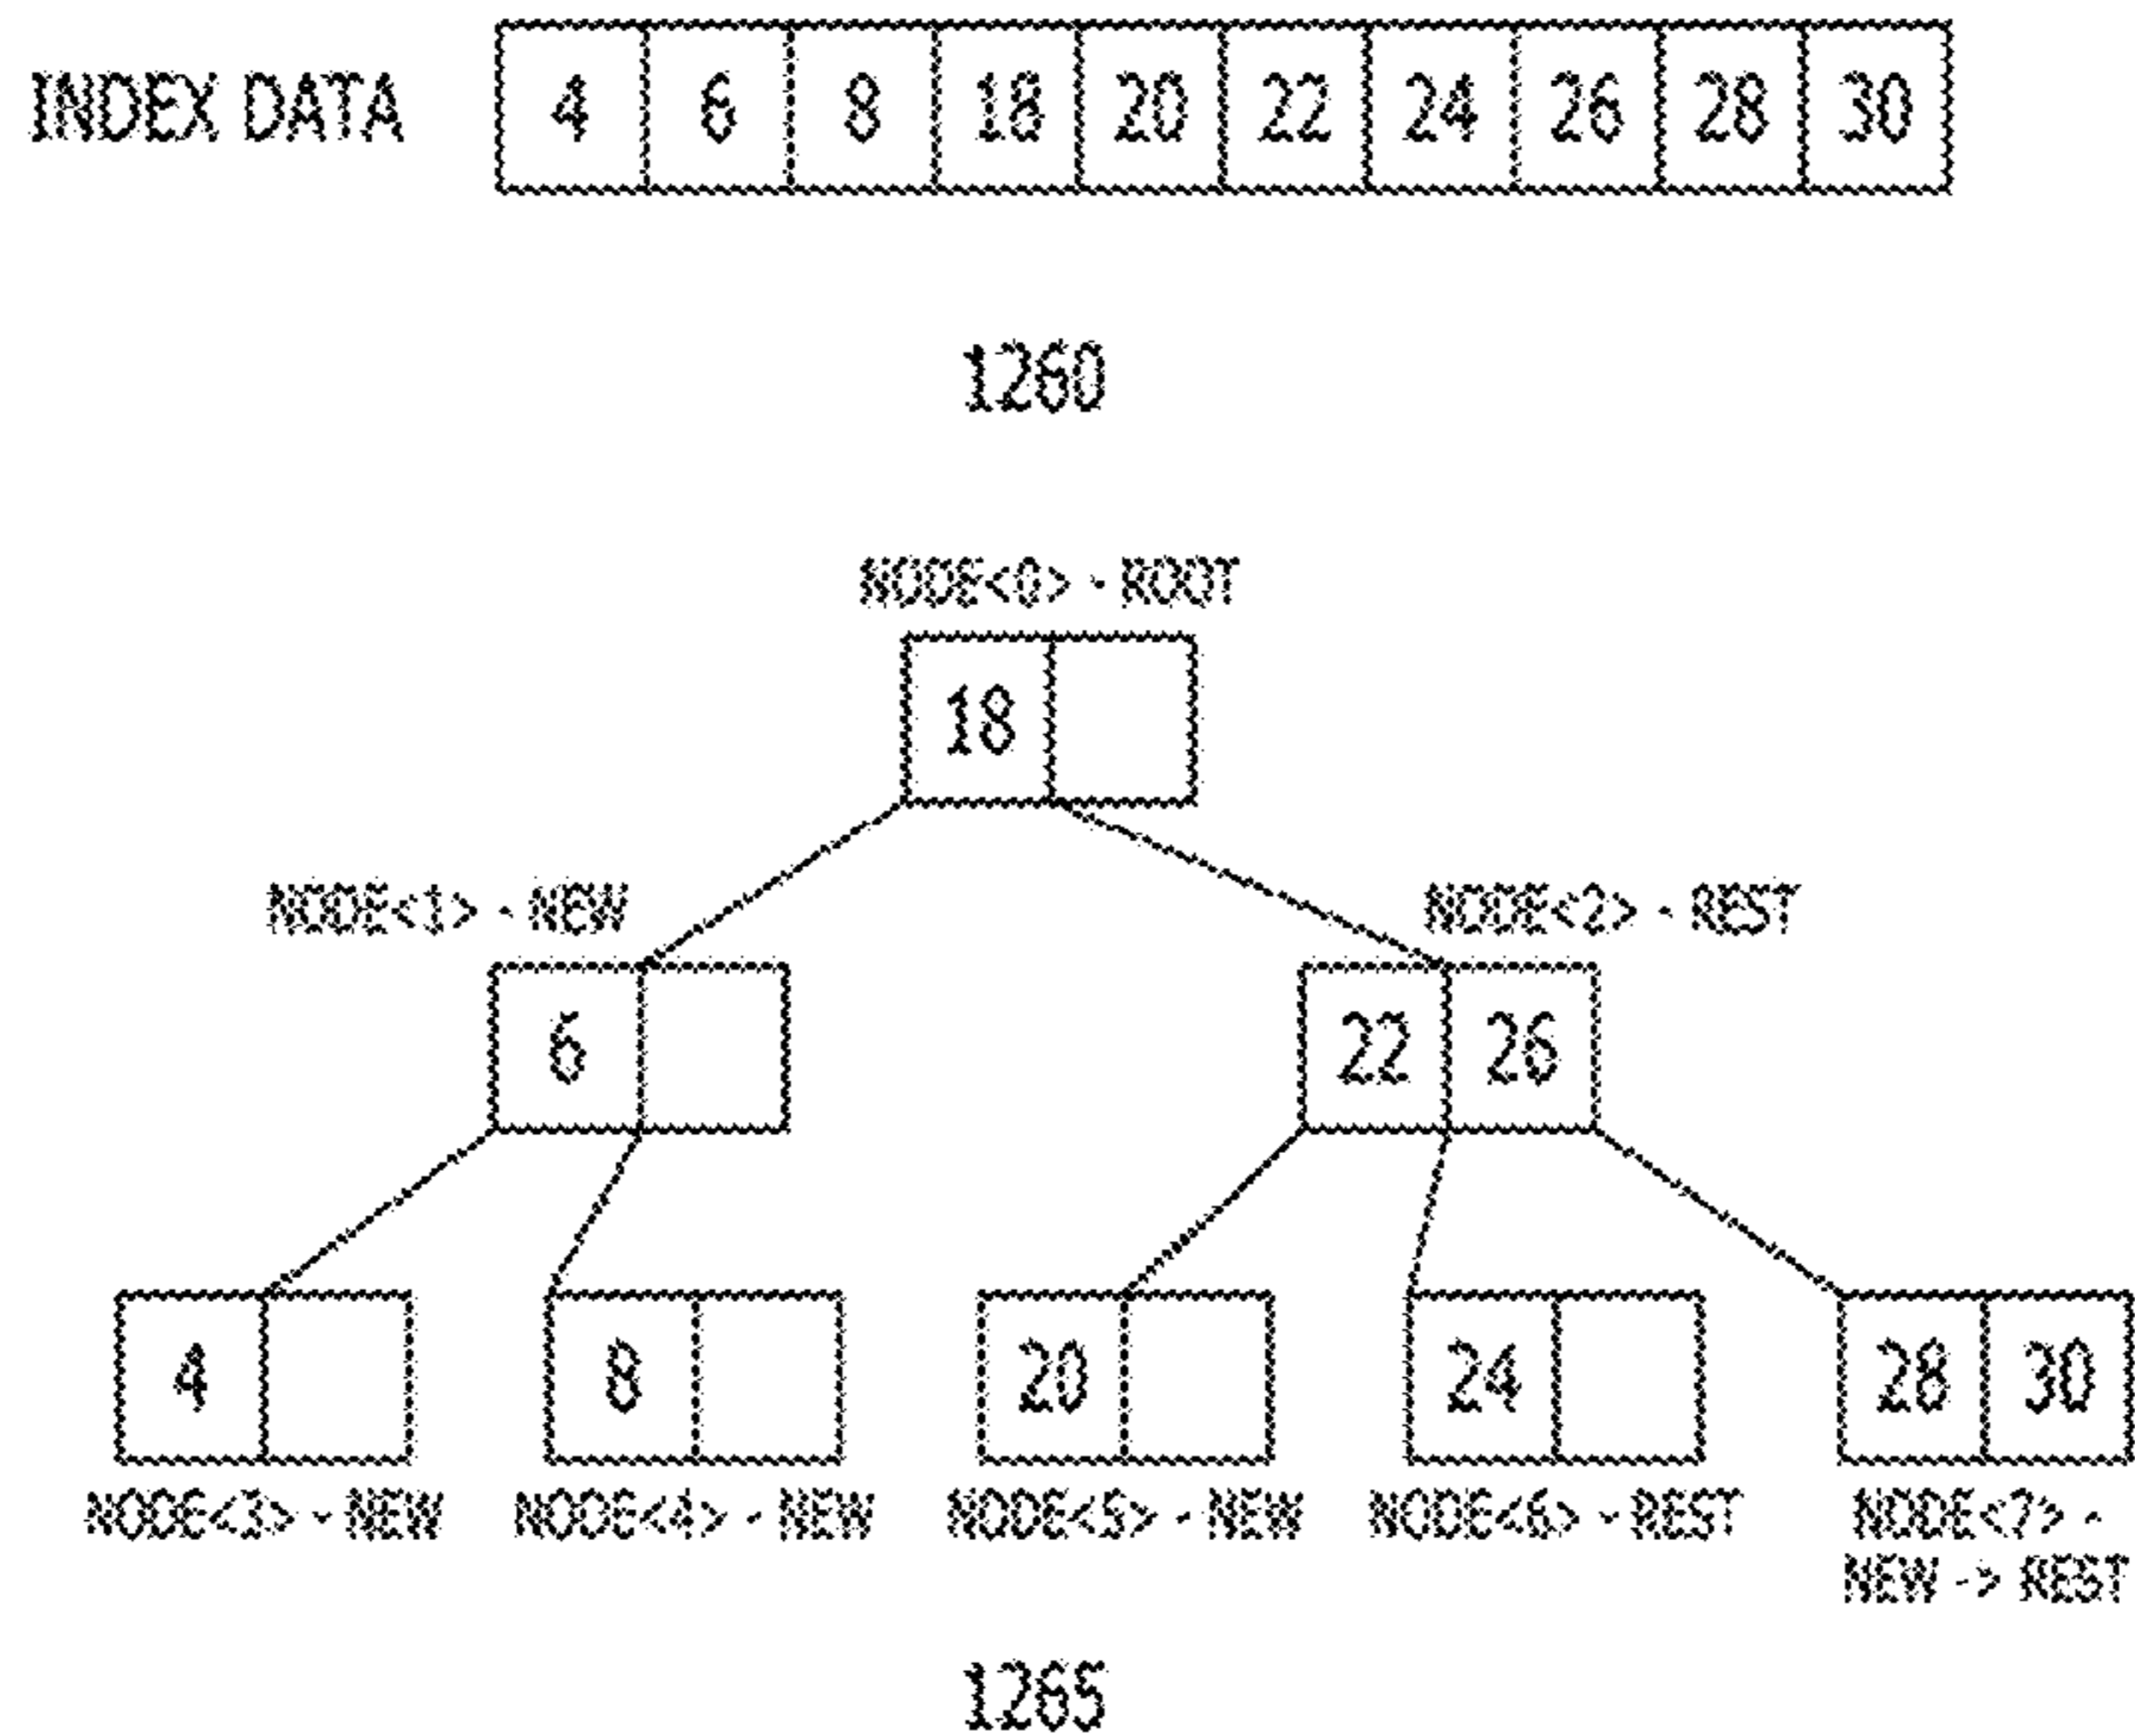 INDEX DATA 4 6 8 18 20 22 24 26 28 30
1260
NODE<0> - ROOT
18
NODE<1> - NEW NODE<2> - REST
6 22 26
4 8 20 24 28 30
NODE<3> - NEW NODE<4> - NEW NODE<5> - NEW NODE<6> - REST NODE<7> -
NEW -> REST
1265